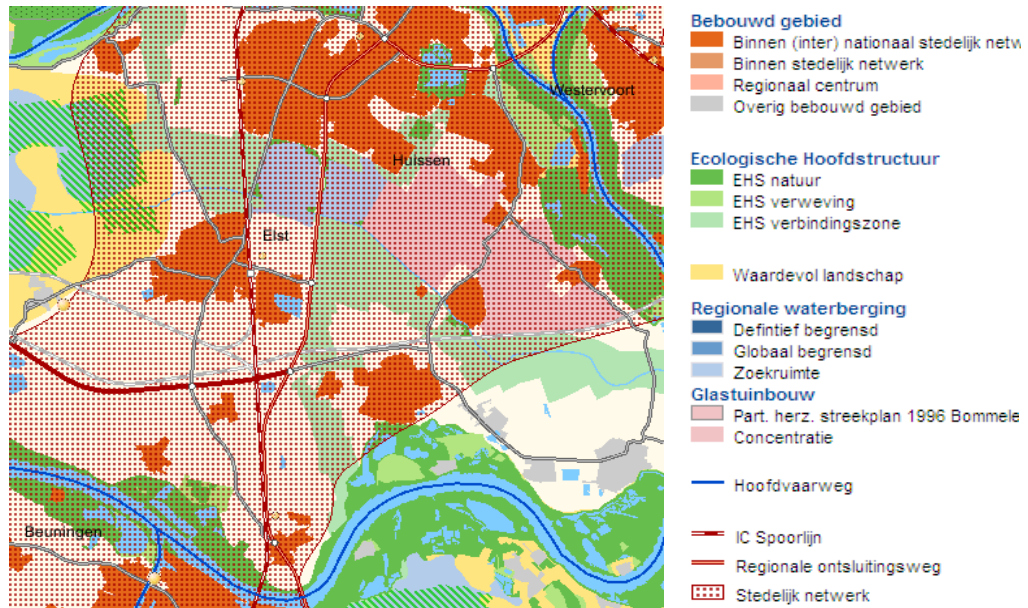 Westervoort
Huissen
Elst
Beuningen
Bebouwd gebied
Binnen (inter) nationaal stedelijk netw
Binnen stedelijk netwerk
Regionaal centrum
Overig bebouwd gebied
Ecologische Hoofdstructuur
EHS natuur
EHS verweving
EHS verbindingszone
Waardevol landschap
Regionale waterberging
Defintief begrensd
Globaal begrensd
Zoekruimte
Glastuinbouw
Part. herz. streekplan 1996 Bommele
Concentratie
Hoofdvaarweg
IC Spoorlijn
Regionale ontsluitingsweg
Stedelijk netwerk